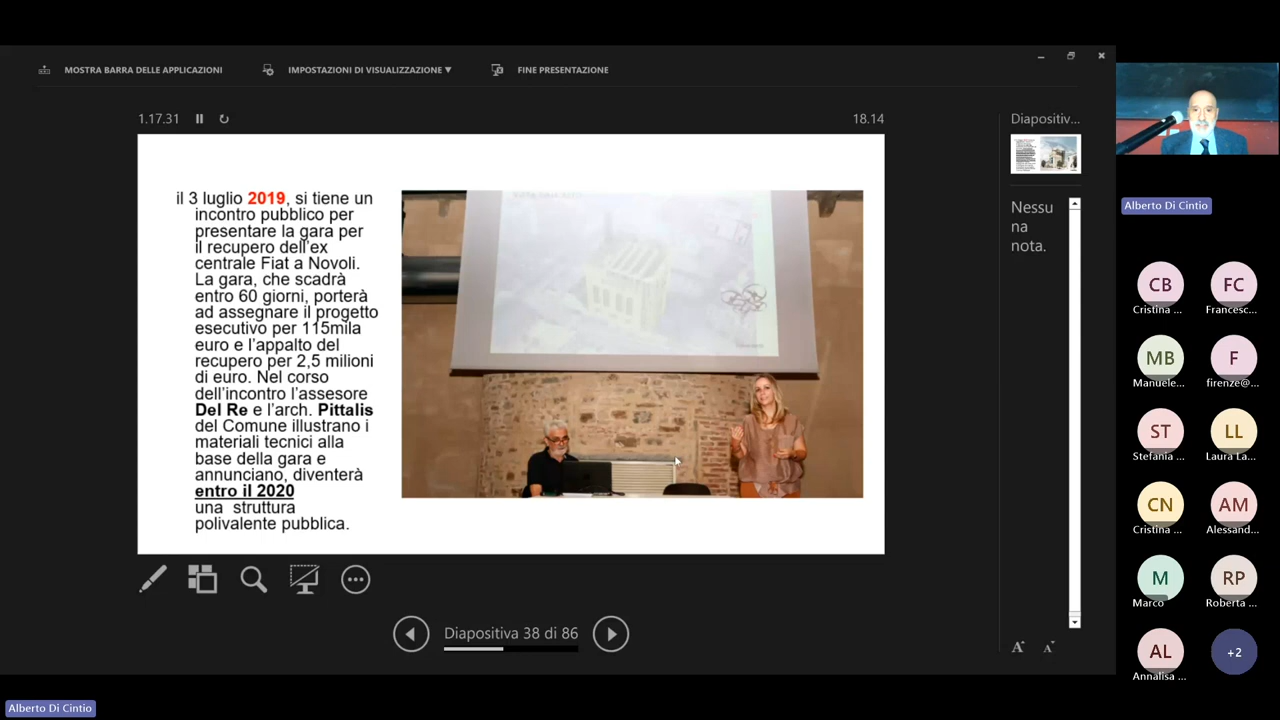 MOSTRA BARRA DELLE APPLICAZIONI
IMPOSTAZIONI DI VISUALIZZAZIONE ▼
FINE PRESENTAZIONE
1.17.31
18.14
il 3 luglio 2019, si tiene un
incontro pubblico per
presentare la gara per
il recupero dell'ex
centrale Fiat a Novoli.
La gara, che scadrà
entro 60 giorni, porterà
ad assegnare il progetto
esecutivo per 115mila
euro e l'appalto del
recupero per 2,5 milioni
di euro. Nel corso
dell'incontro l'assesore
Del Re e l'arch. Pittalis
del Comune illustrano i
materiali tecnici alla
base della gara e
annunciano, diventerà
entro il 2020
una struttura
polivalente pubblica.
Diapositiva 38 di 86
Diapositiv...
Nessu
na
nota.
Alberto Di Cintio
CB
Cristina ...
FC
Francesc...
MB
Manuele...
F
firenze@...
ST
Stefania ...
LL
Laura La...
CN
Cristina ...
AM
Alessand...
M
Marco
RP
Roberta ...
AL
Annalisa ...
+2
Alberto Di Cintio